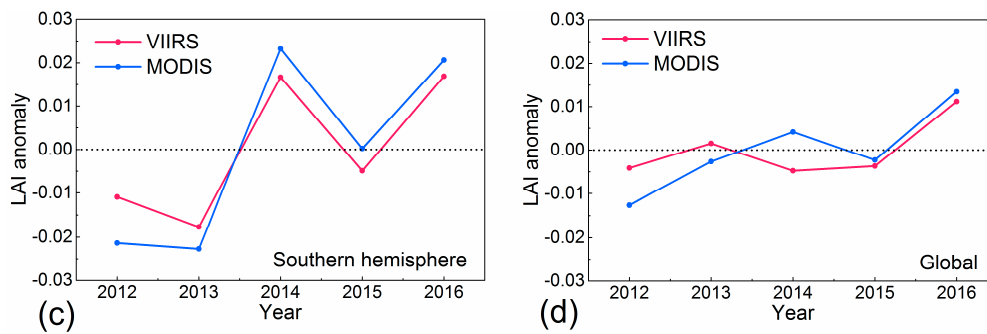 0.03
0.02
0.01
0.00
-0.01
-0.02
-0.03
LAI anomaly
VIIRS
MODIS
Southern hemisphere
2012 2013 2014 2015 2016
Year
(c)
0.03
0.02
0.01
0.00
-0.01
-0.02
-0.03
LAI anomaly
VIIRS
MODIS
Global
2012 2013 2014 2015 2016
Year
(d)